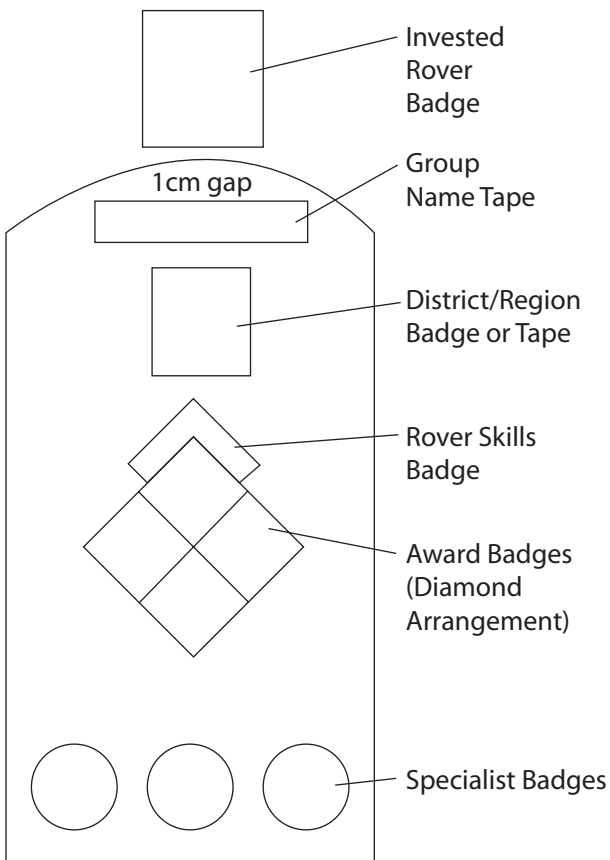 Invested
Rover
Badge
Group
Name Tape
1cm gap
District/Region
Badge or Tape
Rover Skills
Badge
Award Badges
(Diamond
Arrangement)
Specialist Badges